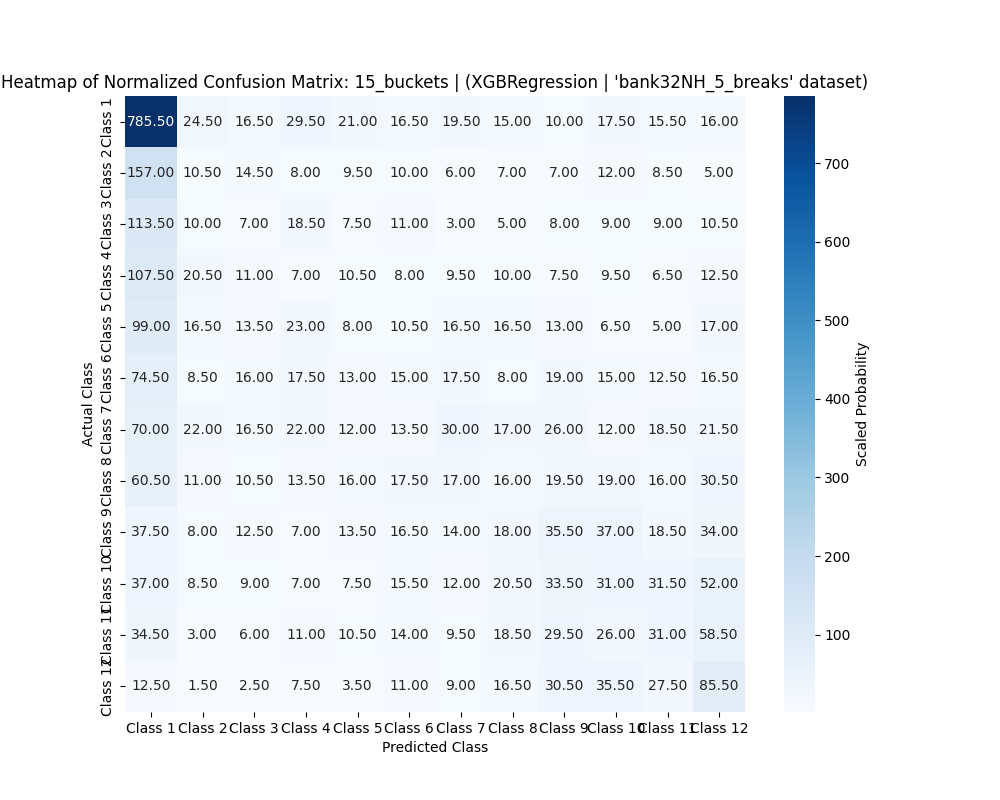 Heatmap of Normalized Confusion Matrix: 15_buckets | (XGBRegression | 'bank32NH_5_breaks' dataset)
Class 1 785.50 24.50 16.50 29.50 21.00 16.50 19.50 15.00 10.00 17.50 15.50 16.00
Class 2 157.00 10.50 14.50 8.00 9.50 10.00 6.00 7.00 7.00 12.00 8.50 5.00
Class 3 113.50 10.00 7.00 18.50 7.50 11.00 3.00 5.00 8.00 9.00 9.00 10.50
Class 4 107.50 20.50 11.00 7.00 10.50 8.00 9.50 10.00 7.50 9.50 6.50 12.50
Class 5 99.00 16.50 13.50 23.00 8.00 10.50 16.50 16.50 13.00 6.50 5.00 17.00
Class 6 74.50 8.50 16.00 17.50 13.00 15.00 17.50 8.00 19.00 15.00 12.50 16.50
Class 7 70.00 22.00 16.50 22.00 12.00 13.50 30.00 17.00 26.00 12.00 18.50 21.50
Class 8 60.50 11.00 10.50 13.50 16.00 17.50 17.00 16.00 19.50 19.00 16.00 30.50
Class 9 37.50 8.00 12.50 7.00 13.50 16.50 14.00 18.00 35.50 37.00 18.50 34.00
Class 10 37.00 8.50 9.00 7.00 7.50 15.50 12.00 20.50 33.50 31.00 31.50 52.00
Class 11 34.50 3.00 6.00 11.00 10.50 14.00 9.50 18.50 29.50 26.00 31.00 58.50
Class 12 12.50 1.50 2.50 7.50 3.50 11.00 9.00 16.50 30.50 35.50 27.50 85.50
Actual Class
Class 1 Class 2 Class 3 Class 4 Class 5 Class 6 Class 7 Class 8 Class 9 Class 10 Class 11 Class 12
Predicted Class
700
600
500
400
300
200
100
Scaled Probability